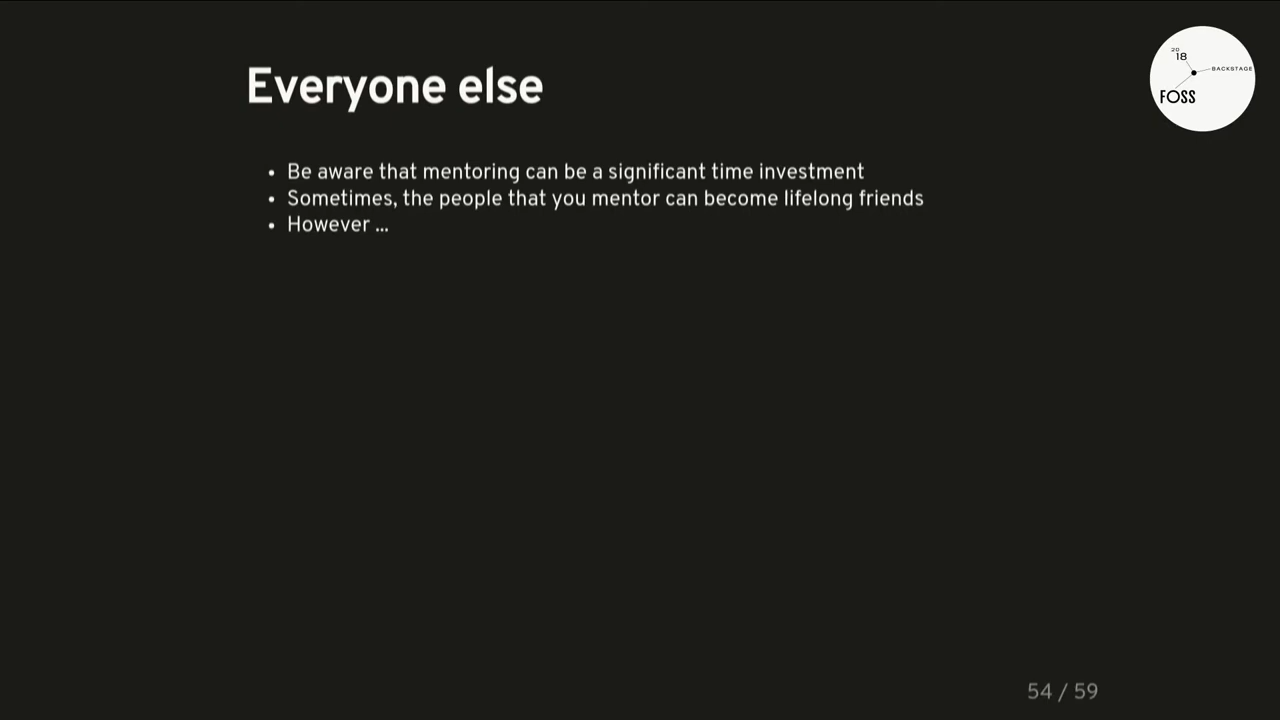 Everyone else
20
18
BACKSTAGE
FOSS
• Be aware that mentoring can be a significant time investment
• Sometimes, the people that you mentor can become lifelong friends
• However ...
54 / 59